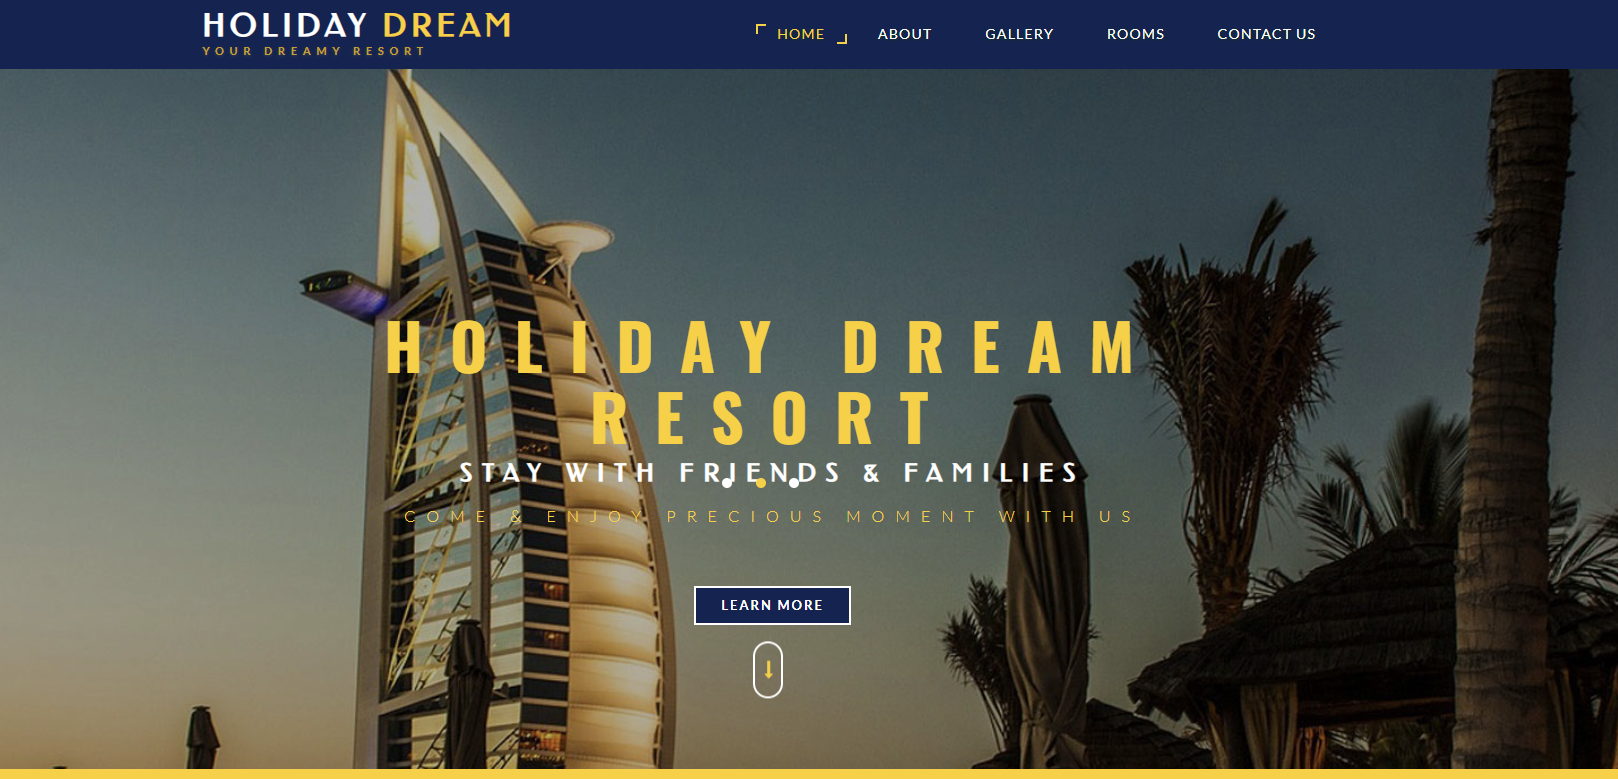 HOLIDAY DREAM
YOUR DREAMY RESORT
HOME ABOUT GALLERY ROOMS CONTACT US
HOLIDAY DREAM
RESORT
STAY WITH FRIENDS & FAMILIES
COME & ENJOY PRECIOUS MOMENT WITH US
LEARN MORE